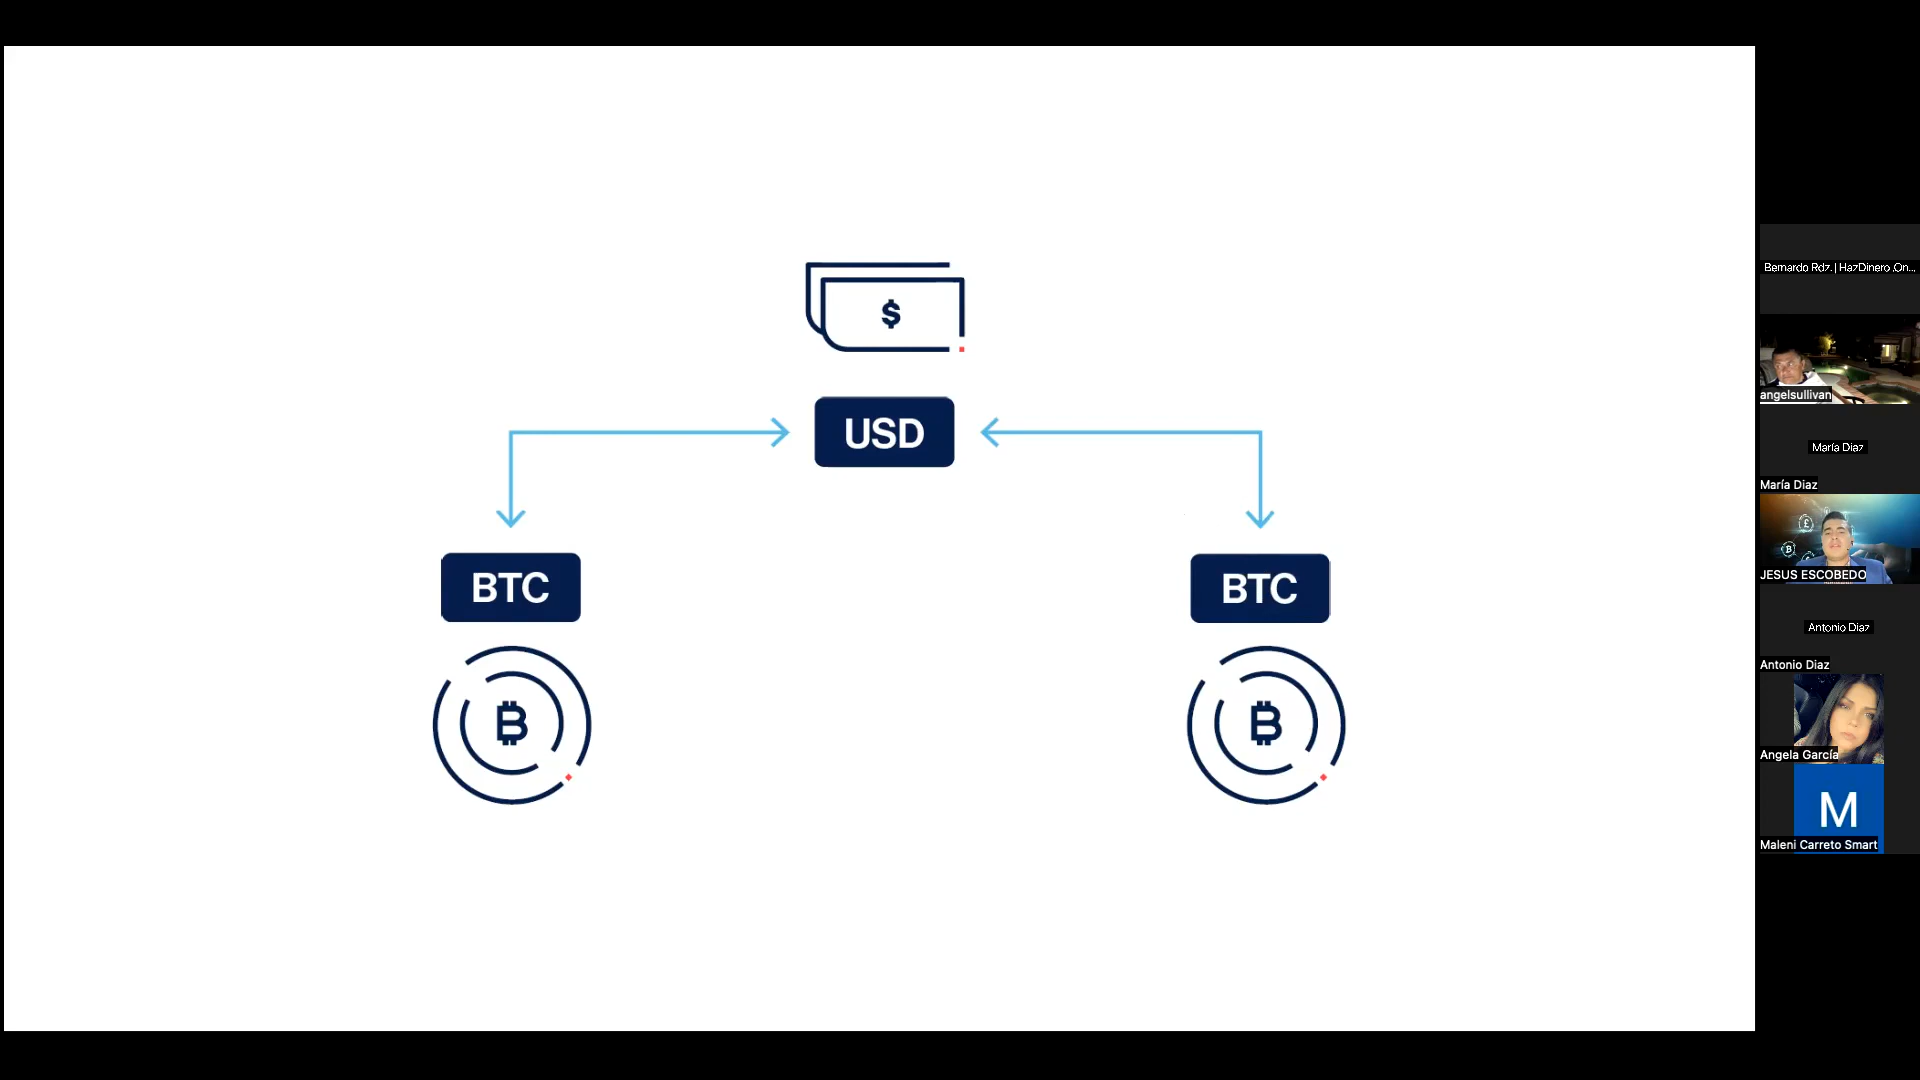 $
USD
BTC
BTC
Bernardo Rdz. | HazDinero .On...
angelsullivan
María Diaz
María Diaz
JESUS ESCOBEDO
Antonio Diaz
Antonio Diaz
Angela García
M
Maleni Carreto Smart